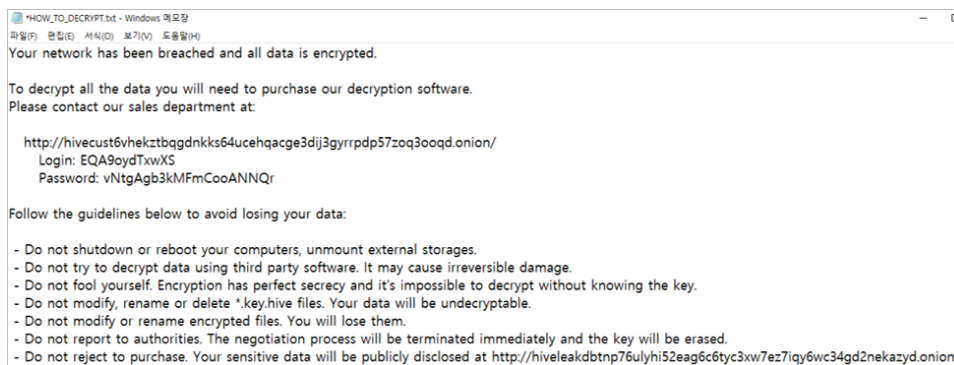 *HOW_TO_DECRYPT.txt - Windows 메모장
파일(F) 편집(E) 서식(O) 보기(V) 도움말(H)
Your network has been breached and all data is encrypted.
To decrypt all the data you will need to purchase our decryption software.
Please contact our sales department at:
http://hivecust6vhekztbqgdnkks64ucehqacge3dij3gyrrpdp57zoq3ooqd.onion/
Login: EQA9oydTxwXS
Password: vNtgAgb3kMFmCooANNQr
Follow the guidelines below to avoid losing your data:
- Do not shutdown or reboot your computers, unmount external storages.
- Do not try to decrypt data using third party software. It may cause irreversible damage.
- Do not fool yourself. Encryption has perfect secrecy and it's impossible to decrypt without knowing the key.
- Do not modify, rename or delete *.key.hive files. Your data will be undecryptable.
- Do not modify or rename encrypted files. You will lose them.
- Do not report to authorities. The negotiation process will be terminated immediately and the key will be erased.
- Do not reject to purchase. Your sensitive data will be publicly disclosed at http://hiveleakdbtnp76ulyhi52eag6c6tyc3xw7ez7iqy6wc34gd2nekazyd.onion